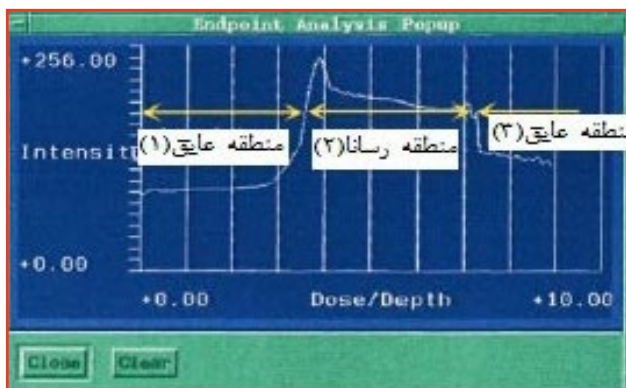 Endpoint Analysis Popup
+256.00
Intensit
منطقه عایق(۱)
منطقه رسانا(۲)
منطقه عایق(۳)
+0.00
+0.00 Dose/Depth +10.00
Close Clear